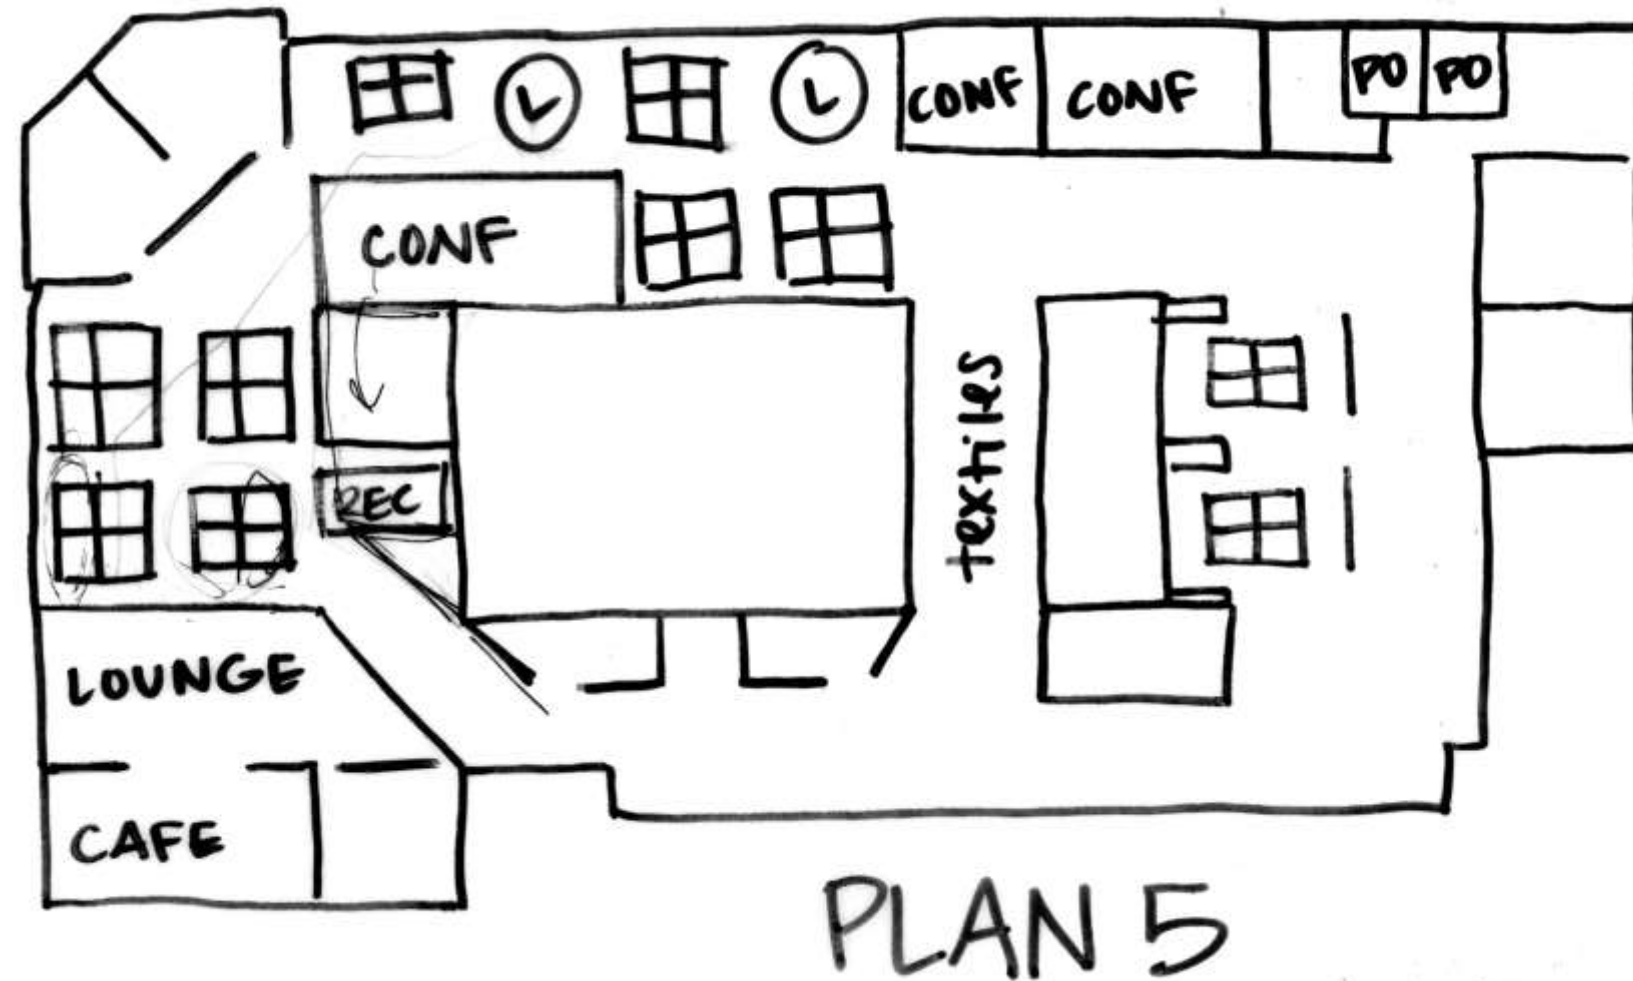 L
L
CONF
CONF
PO
PO
CONF
textiles
REC
LOUNGE
CAFE
PLAN 5